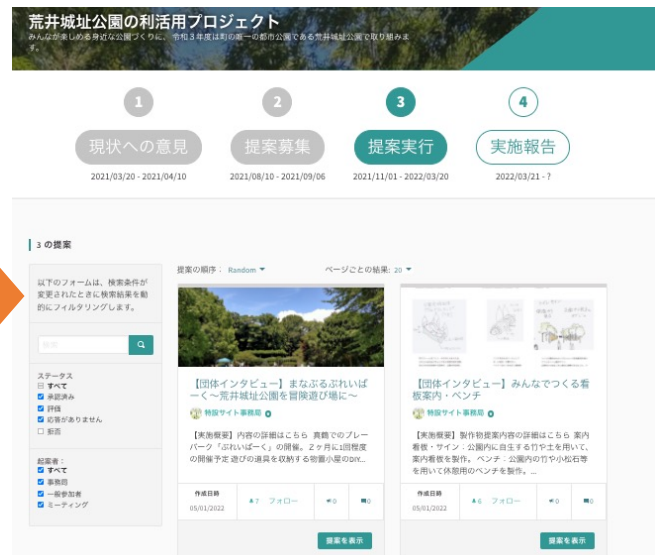 荒井城址公園の利活用プロジェクト
みんなが楽しめる身近な公園づくりに、令和3年度は町の唯一の都市公園である荒井城址公園で取り組みま
す。
1
2
3
4
現状への意見
提案募集
提案実行
実施報告
2021/03/20 - 2021/04/10
2021/08/10 - 2021/09/06
2021/11/01 - 2022/03/20
2022/03/21 - ?
3 の提案
以下のフォームは、検索条件が
変更されたときに検索結果を動
的にフィルタリングします。
検索
ステータス
すべて
承認済み
評価
応答がありません
拒否
起案者：
すべて
事務局
一般参加者
ミーティング
提案の順序： Random
ページごとの結果: 20
【団体インタビュー】まなぶるぷれいぱ
ーく～荒井城址公園を冒険遊び場に～
特設サイト事務局
【実施概要】内容の詳細はこちら 真鶴でのプレー
パーク「ぷれいぱーく」の開催。2ヶ月に1回程度
の開催予定 遊びの道具を収納する物置小屋のDIY...
作成日時
05/01/2022
7 フォロー
0
0
提案を表示
【団体インタビュー】みんなでつくる看
板案内・ベンチ
特設サイト事務局
【実施概要】製作物提案内容の詳細はこちら 案内
看板・サイン：公園内に自生する竹や土を用いて、
案内看板を製作。 ベンチ：公園内の竹や小松石等
を用いて休憩用のベンチを製作。...
作成日時
05/01/2022
6 フォロー
0
0
提案を表示